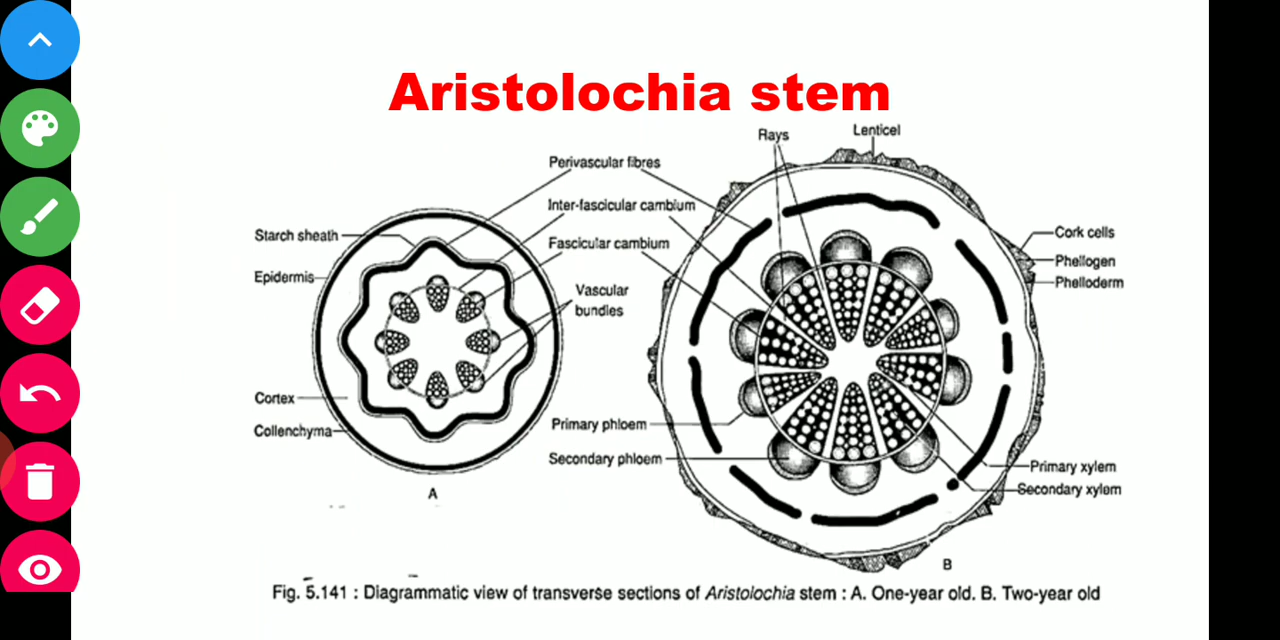 Aristolochia stem
Rays
Lenticel
Perivascular fibres
Inter-fascicular cambium
Fascicular cambium
Starch sheath
Epidermis
Vascular
bundles
Cork cells
Phellogen
Phelloderm
Cortex
Collenchyma
Primary phloem
Secondary phloem
Primary xylem
Secondary xylem
A
B
Fig. 5.141 : Diagrammatic view of transverse sections of Aristolochia stem : A. One-year old. B. Two-year old